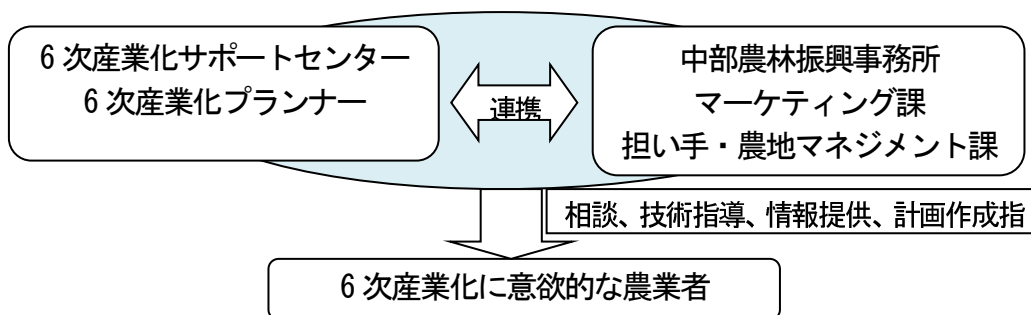 6次産業化サポートセンター
6次産業化プランナー
連携
中部農林振興事務所
マーケティング課
担い手・農地マネジメント課
相談、技術指導、情報提供、計画作成指
6次産業化に意欲的な農業者